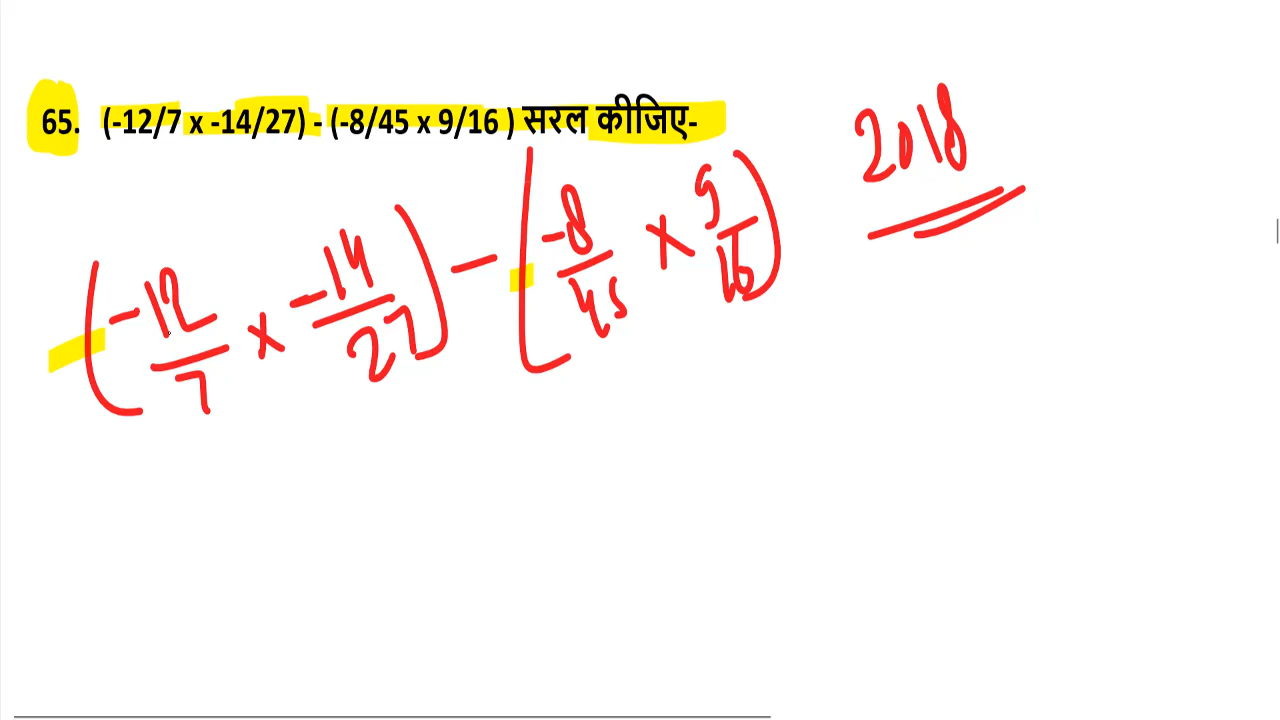 65. (-12/7 x -14/27) - (-8/45 x 9/16 ) सरल कीजिए-
2018
(-12/7 x -14/27) - (-8/45 x 9/16)